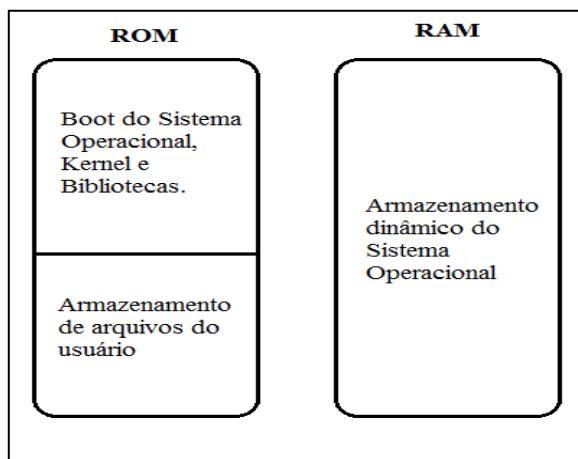 ROM
Boot do Sistema
Operacional,
Kernel e
Bibliotecas.
Armazenamento
de arquivos do
usuário
RAM
Armazenamento
dinâmico do
Sistema
Operacional